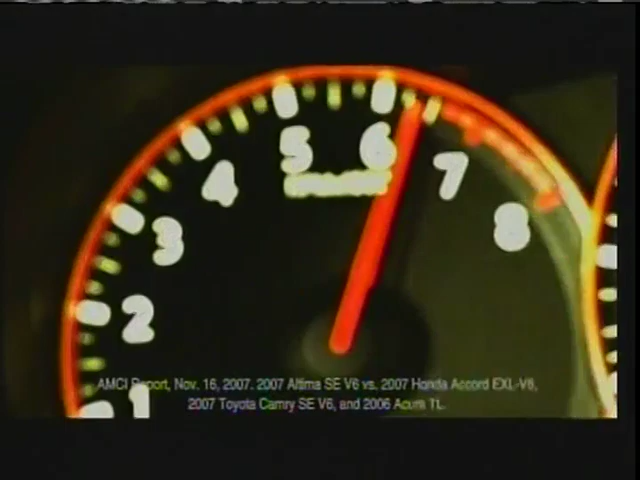 5 6
4 7
3 8
2
1
AMCI Report, Nov. 16, 2007. 2007 Altima SE V6 vs. 2007 Honda Accord EXL-V6,
2007 Toyota Camry SE V6, and 2006 Acura TL.